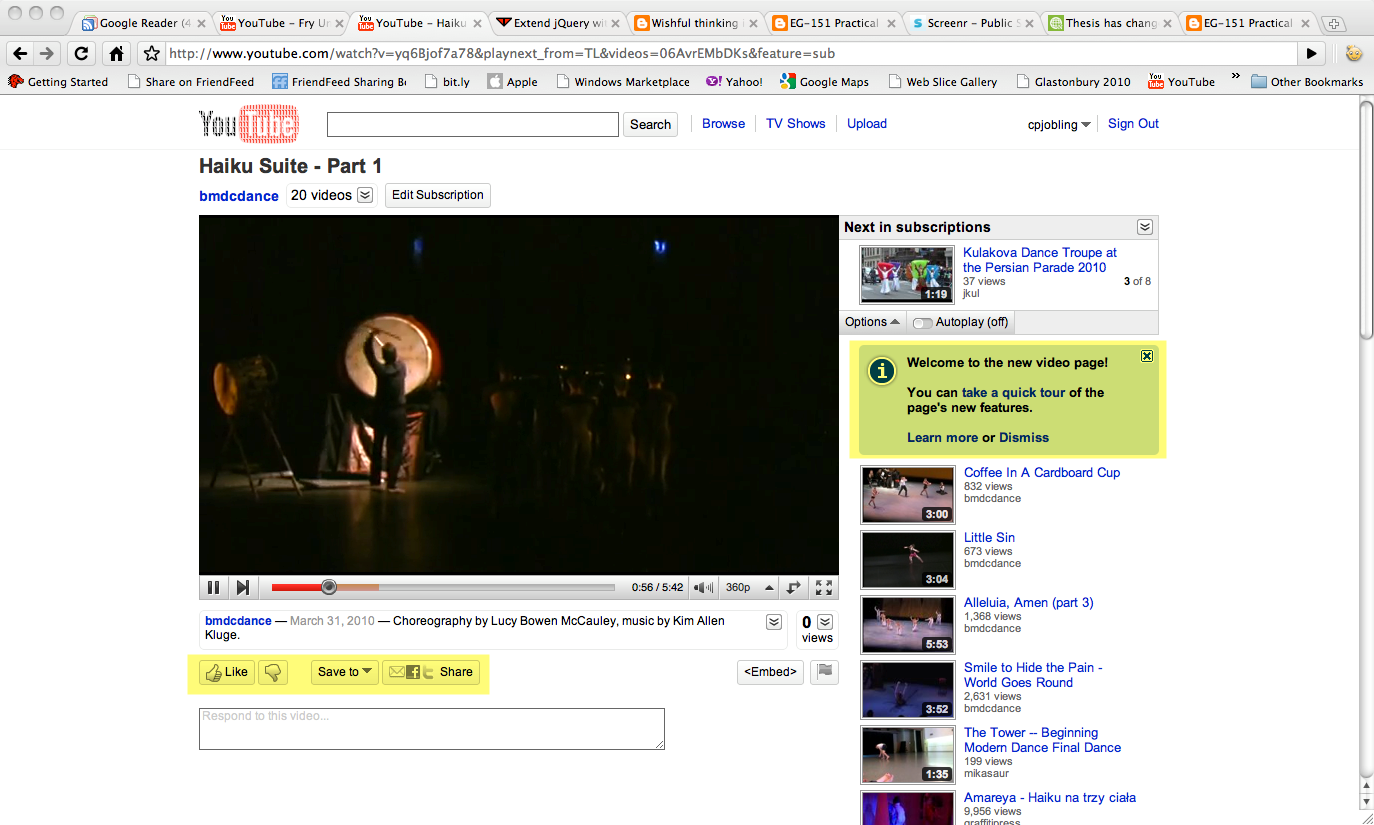 Google Reader (4
YouTube - Fry Un
YouTube - Haiku
Extend jQuery wit
Wishful thinking i
EG-151 Practical
Screenr - Public S
Thesis has chang
EG-151 Practical
http://www.youtube.com/watch?v=yq6Bjof7a78&playnext_from=TL&videos=06AvrEMbDKs&feature=sub
Getting Started
Share on FriendFeed
FriendFeed Sharing Bo
bit.ly
Apple
Windows Marketplace
Yahoo!
Google Maps
Web Slice Gallery
Glastonbury 2010
YouTube
»
Other Bookmarks
YouTube
Search
Browse
TV Shows
Upload
cpjobling
Sign Out
Haiku Suite - Part 1
bmdcdance
20 videos
Edit Subscription
Next in subscriptions
Kulakova Dance Troupe at
the Persian Parade 2010
37 views
jkul
3 of 8
1:19
Options
Autoplay (off)
Welcome to the new video page!
You can take a quick tour of the
page's new features.
Learn more or Dismiss
Coffee In A Cardboard Cup
832 views
bmdcdance
3:00
Little Sin
673 views
bmdcdance
3:04
Alleluia, Amen (part 3)
1,368 views
bmdcdance
5:53
Smile to Hide the Pain -
World Goes Round
2,631 views
bmdcdance
3:52
The Tower -- Beginning
Modern Dance Final Dance
199 views
mikasaur
1:35
Amareya - Haiku na trzy ciała
9,956 views
graffitipress
0:56 / 5:42
360p
bmdcdance — March 31, 2010 — Choreography by Lucy Bowen McCauley, music by Kim Allen
Kluge.
0
views
Like
Save to
Share
<Embed>
Respond to this video...